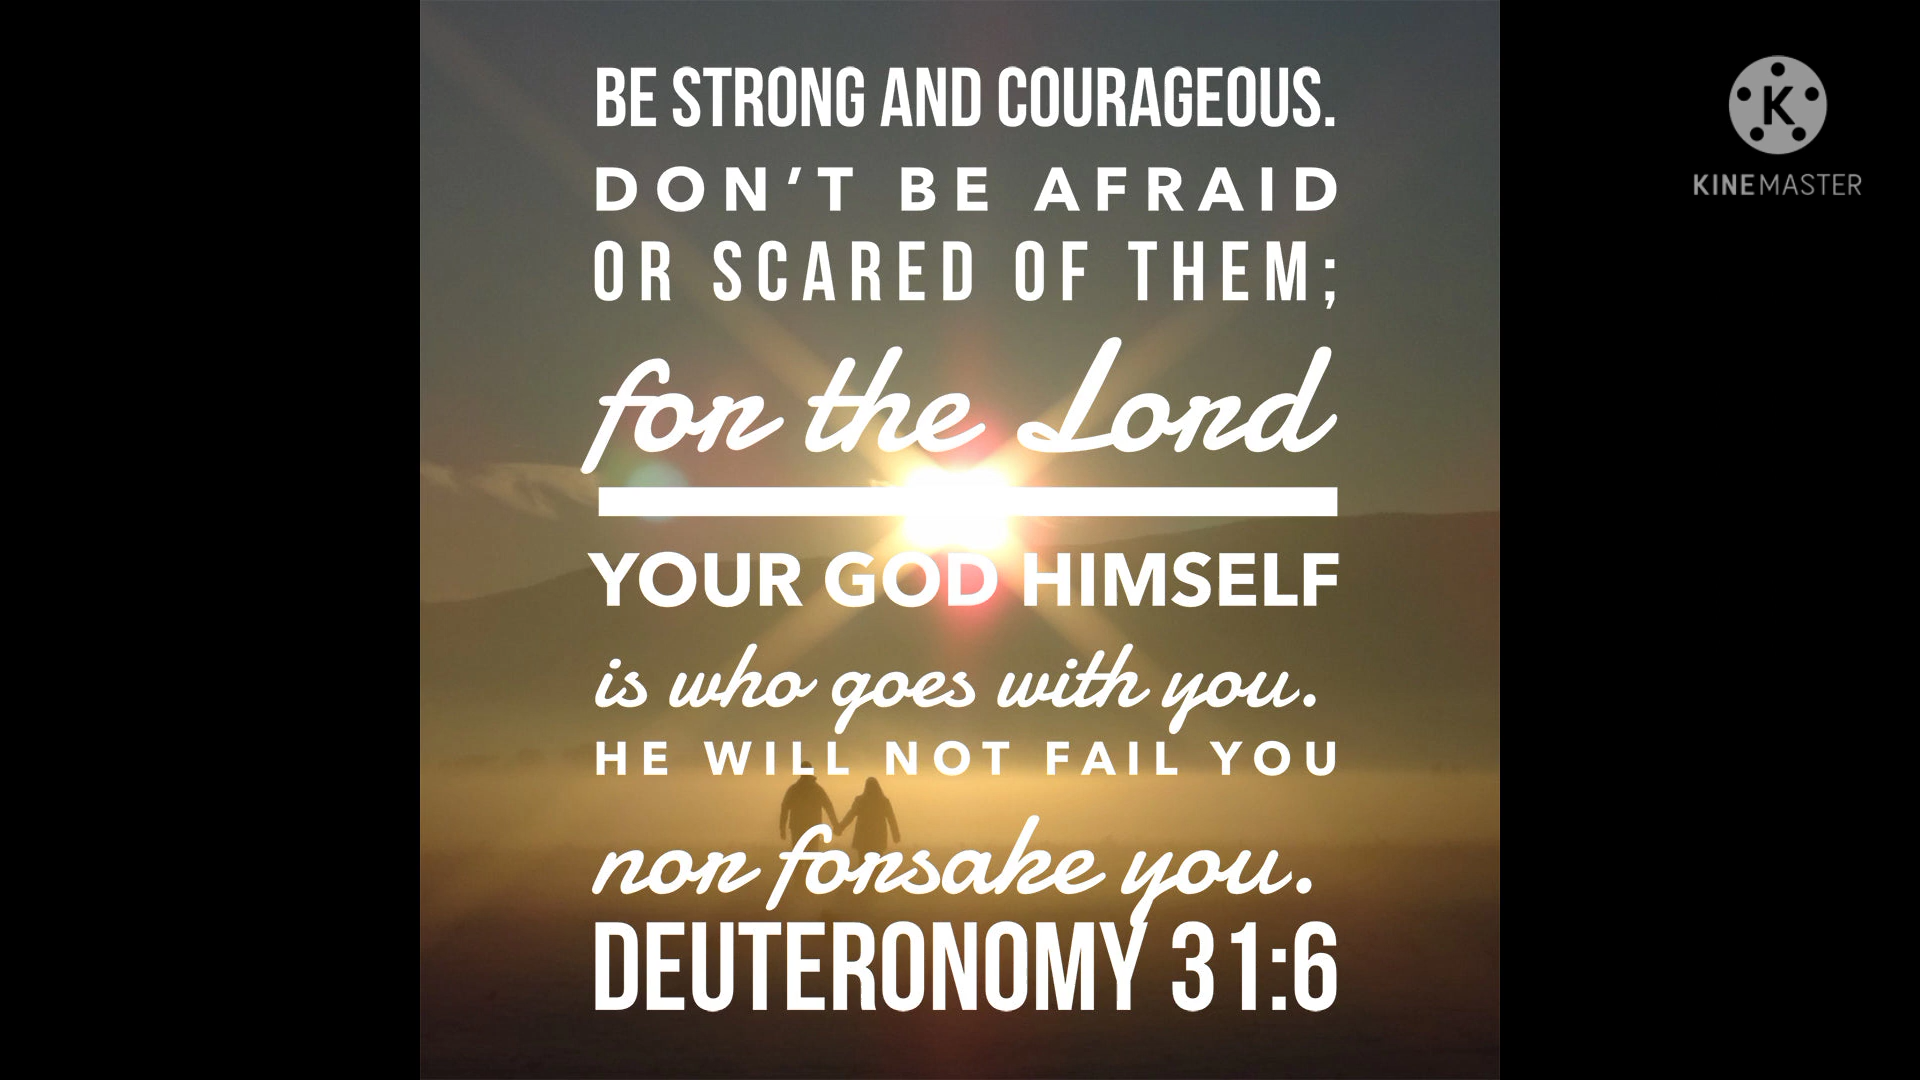 BE STRONG AND COURAGEOUS.
DON'T BE AFRAID
OR SCARED OF THEM;
for the Lord
YOUR GOD HIMSELF
is who goes with you.
HE WILL NOT FAIL YOU
nor forsake you.
DEUTERONOMY 31:6
K
KINEMASTER